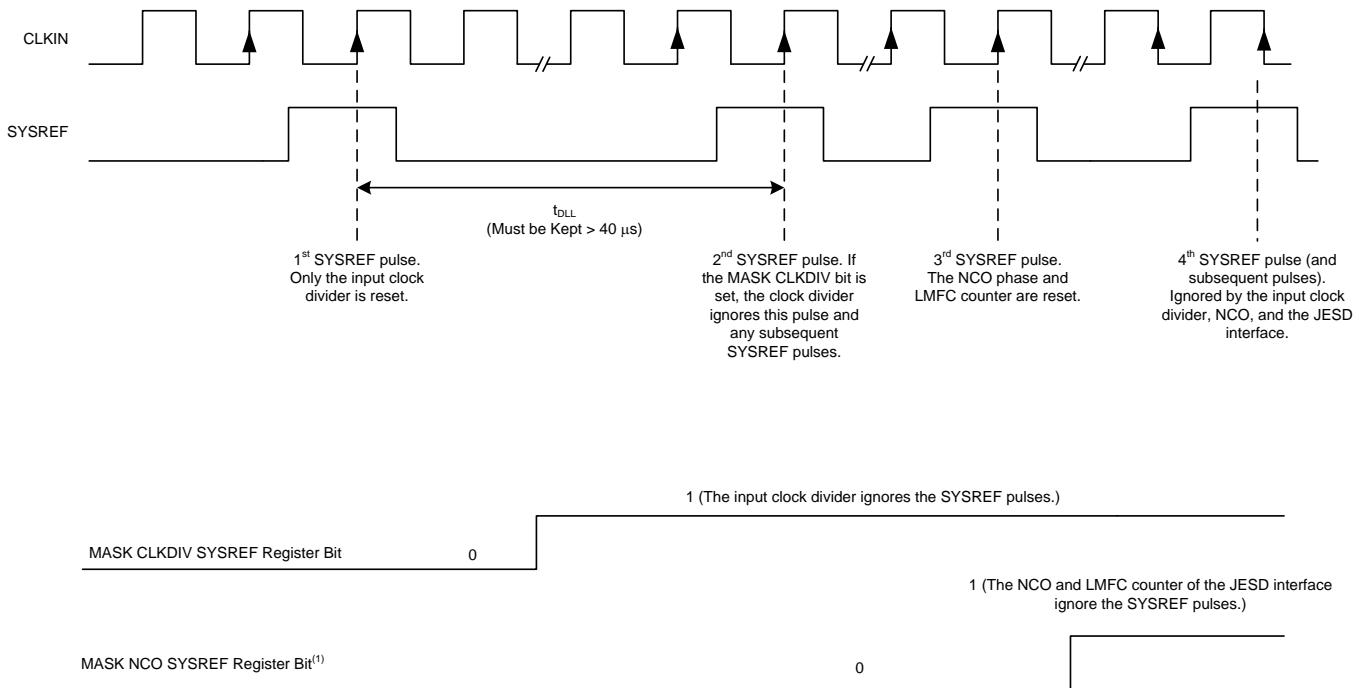 CLKIN
SYSREF
tDLL
(Must be Kept > 40 µs)
1st SYSREF pulse.
Only the input clock
divider is reset.
2nd SYSREF pulse. If
the MASK CLKDIV bit is
set, the clock divider
ignores this pulse and
any subsequent
SYSREF pulses.
3rd SYSREF pulse.
The NCO phase and
LMFC counter are reset.
4th SYSREF pulse (and
subsequent pulses).
Ignored by the input clock
divider, NCO, and the JESD
interface.
1 (The input clock divider ignores the SYSREF pulses.)
MASK CLKDIV SYSREF Register Bit
0
1 (The NCO and LMFC counter of the JESD interface
ignore the SYSREF pulses.)
MASK NCO SYSREF Register Bit(1)
0